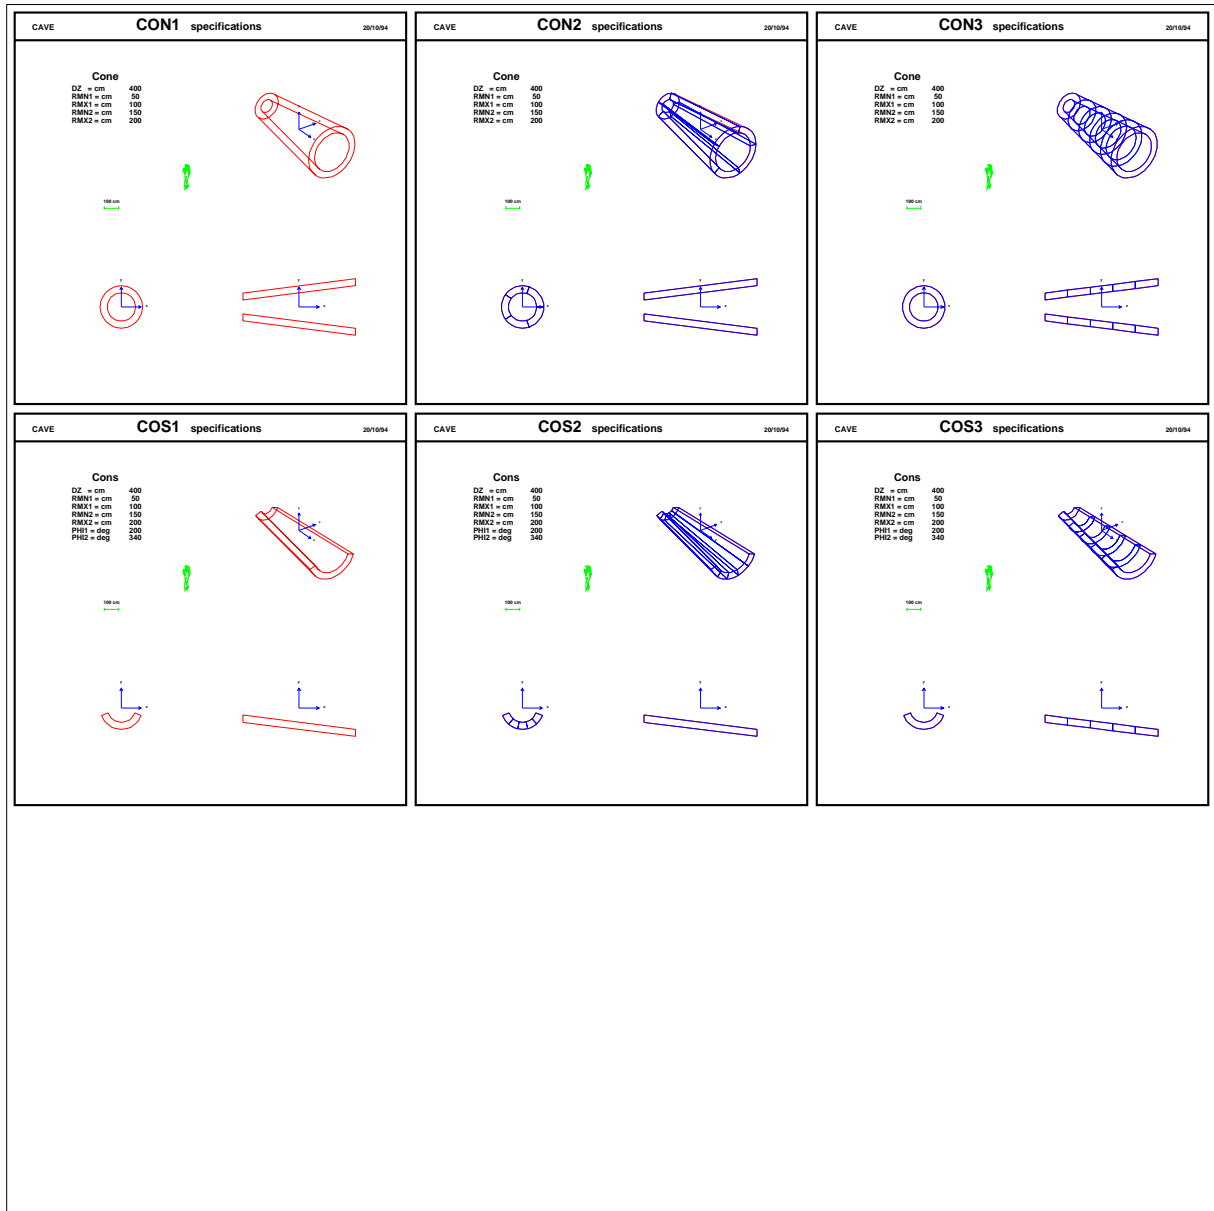 CAVE CON1 specifications 20/10/94
Cone
DZ = cm 400
RMN1 = cm 50
RMX1 = cm 100
RMN2 = cm 150
RMX2 = cm 200
100 cm
y
CAVE CON2 specifications 20/10/94
Cone
DZ = cm 400
RMN1 = cm 50
RMX1 = cm 100
RMN2 = cm 150
RMX2 = cm 200
100 cm
y
CAVE CON3 specifications 20/10/94
Cone
DZ = cm 400
RMN1 = cm 50
RMX1 = cm 100
RMN2 = cm 150
RMX2 = cm 200
100 cm
y
CAVE COS1 specifications 20/10/94
Cons
DZ = cm 400
RMN1 = cm 50
RMX1 = cm 100
RMN2 = cm 150
RMX2 = cm 200
PHI1 = deg 200
PHI2 = deg 340
100 cm
y
CAVE COS2 specifications 20/10/94
Cons
DZ = cm 400
RMN1 = cm 50
RMX1 = cm 100
RMN2 = cm 150
RMX2 = cm 200
PHI1 = deg 200
PHI2 = deg 340
100 cm
y
CAVE COS3 specifications 20/10/94
Cons
DZ = cm 400
RMN1 = cm 50
RMX1 = cm 100
RMN2 = cm 150
RMX2 = cm 200
PHI1 = deg 200
PHI2 = deg 340
100 cm
y